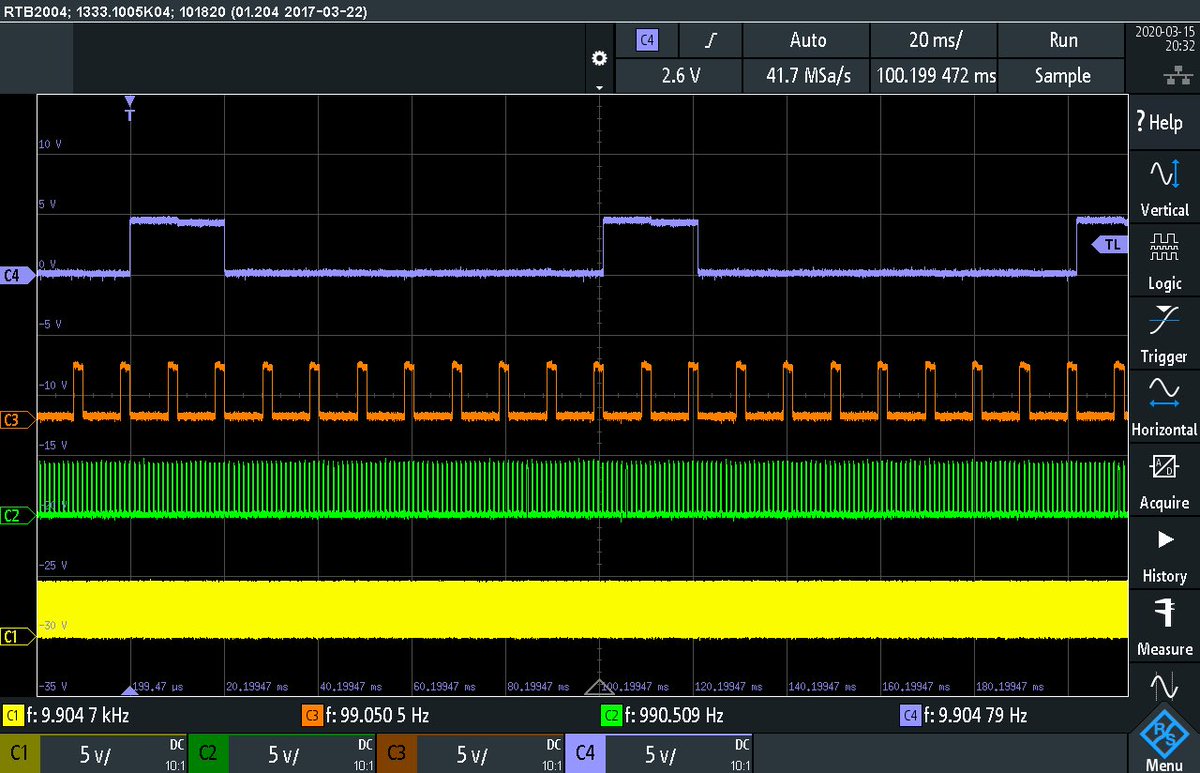 RTB2004; 1333.1005K04; 101820 (01.204 2017-03-22)
C4 Auto 20 ms/ Run
2020-03-15
20:32
2.6 V 41.7 MSa/s 100.199 472 ms Sample
? Help
T
10 V
Vertical
5 V
TL
0 V
C4
Logic
-5 V
Trigger
-10 V
C3
Horizontal
-15 V
A/D
Acquire
C2
-25 V
History
-30 V
C1
Measure
-35 V
199.47 µs 20.19947 ms 40.19947 ms 60.19947 ms 80.19947 ms 100.19947 ms 120.19947 ms 140.19947 ms 160.19947 ms 180.19947 ms
C1 f: 9.904 7 kHz C3 f: 99.050 5 Hz C2 f: 990.509 Hz C4 f: 9.904 79 Hz
R&S
C1 5 V/ DC 10:1 C2 5 V/ DC 10:1 C3 5 V/ DC 10:1 C4 5 V/ DC 10:1
Menu